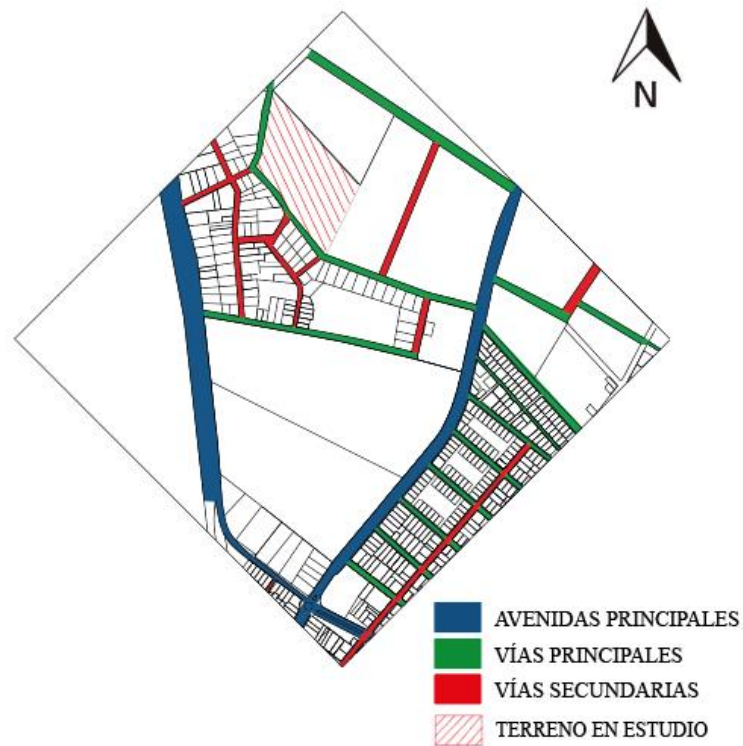 N
AVENIDAS PRINCIPALES
VÍAS PRINCIPALES
VÍAS SECUNDARIAS
TERRENO EN ESTUDIO